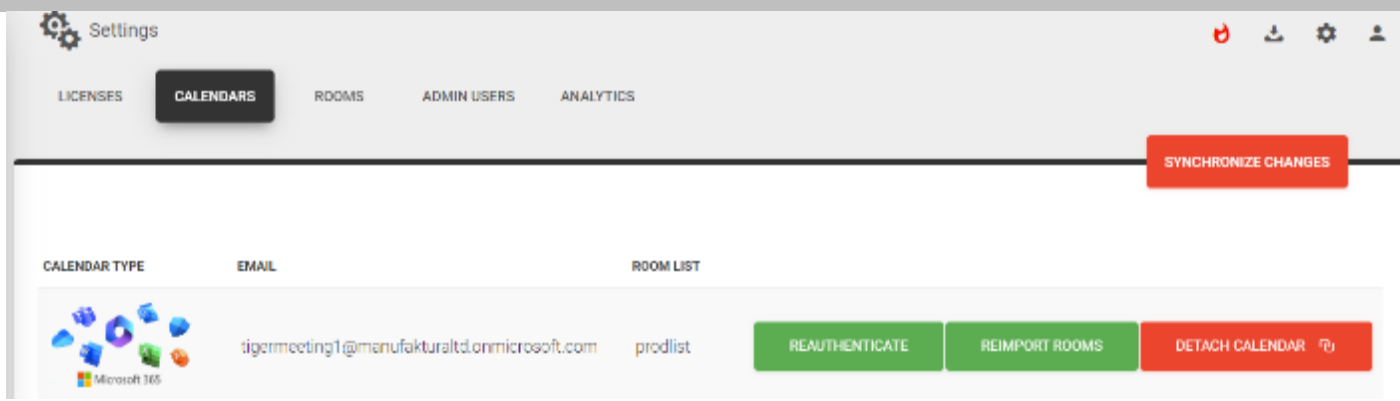 Settings
LICENSES CALENDARS ROOMS ADMIN USERS ANALYTICS
SYNCHRONIZE CHANGES
CALENDAR TYPE EMAIL ROOM LIST
tigermeeting1@manufakturaltd.onmicrosoft.com prodlist REAUTHENTICATE REIMPORT ROOMS DETACH CALENDAR
Microsoft 365